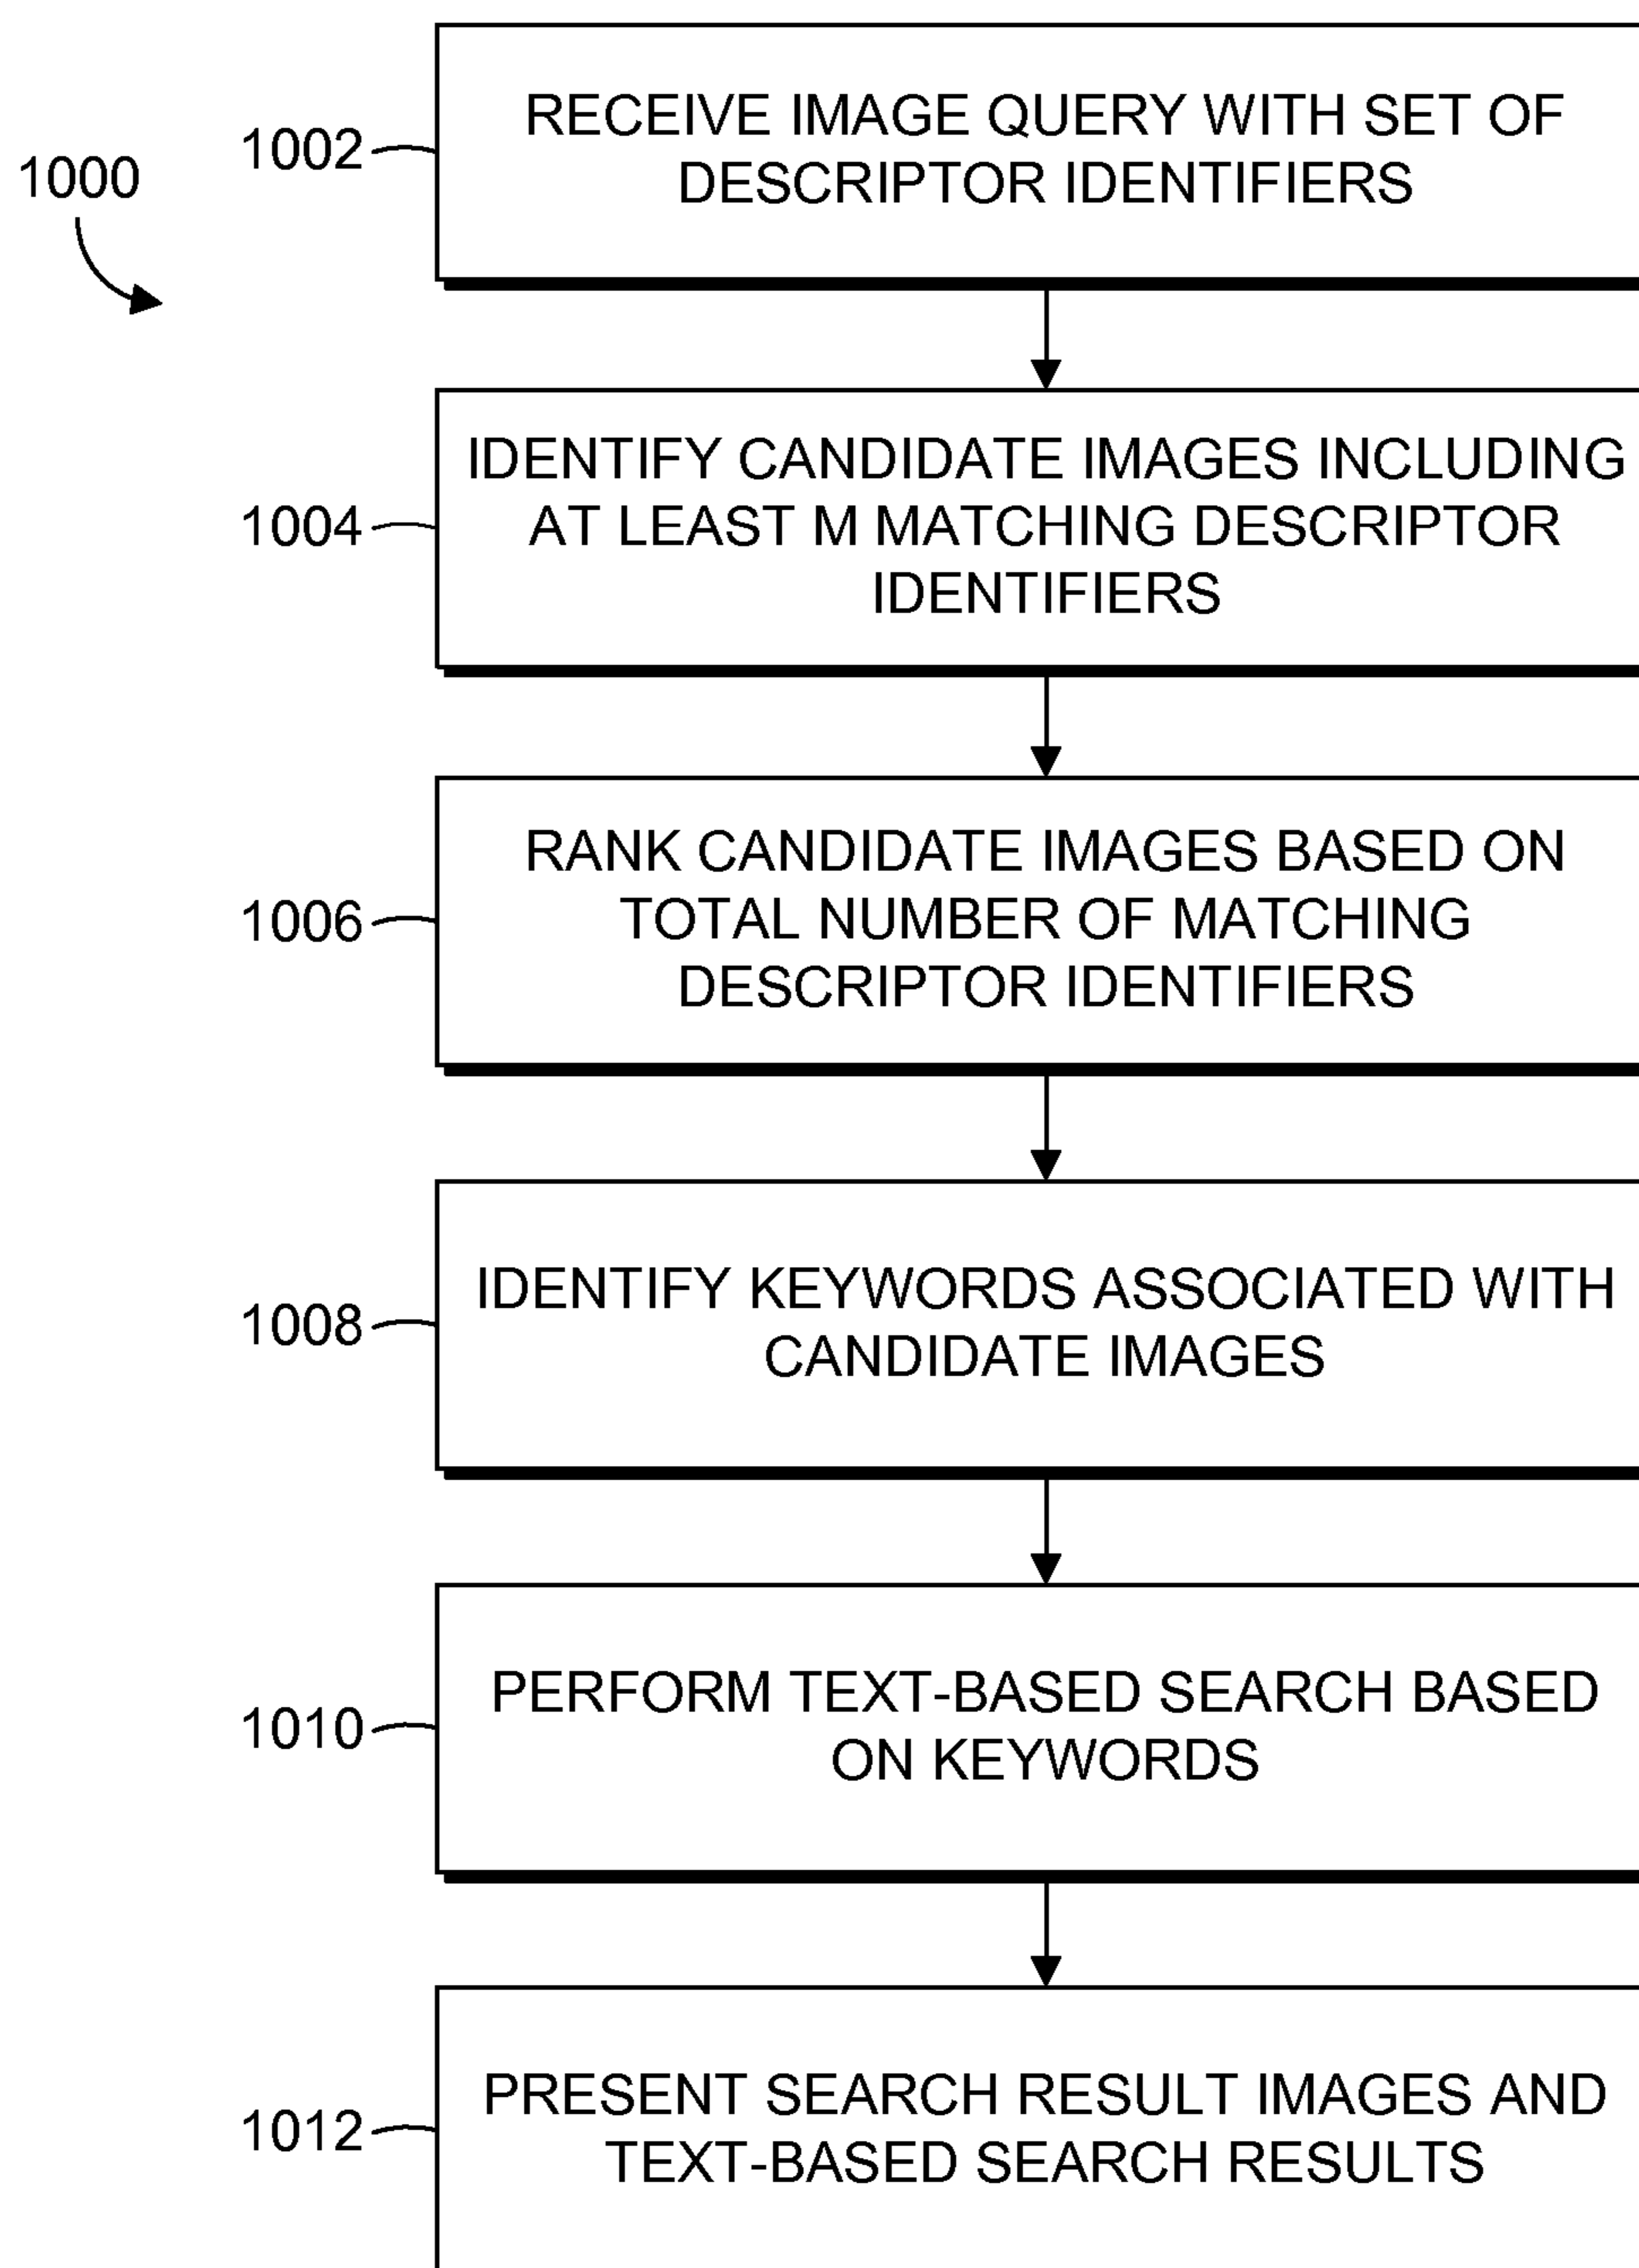 1000
1002
RECEIVE IMAGE QUERY WITH SET OF
DESCRIPTOR IDENTIFIERS
1004
IDENTIFY CANDIDATE IMAGES INCLUDING
AT LEAST M MATCHING DESCRIPTOR
IDENTIFIERS
1006
RANK CANDIDATE IMAGES BASED ON
TOTAL NUMBER OF MATCHING
DESCRIPTOR IDENTIFIERS
1008
IDENTIFY KEYWORDS ASSOCIATED WITH
CANDIDATE IMAGES
1010
PERFORM TEXT-BASED SEARCH BASED
ON KEYWORDS
1012
PRESENT SEARCH RESULT IMAGES AND
TEXT-BASED SEARCH RESULTS